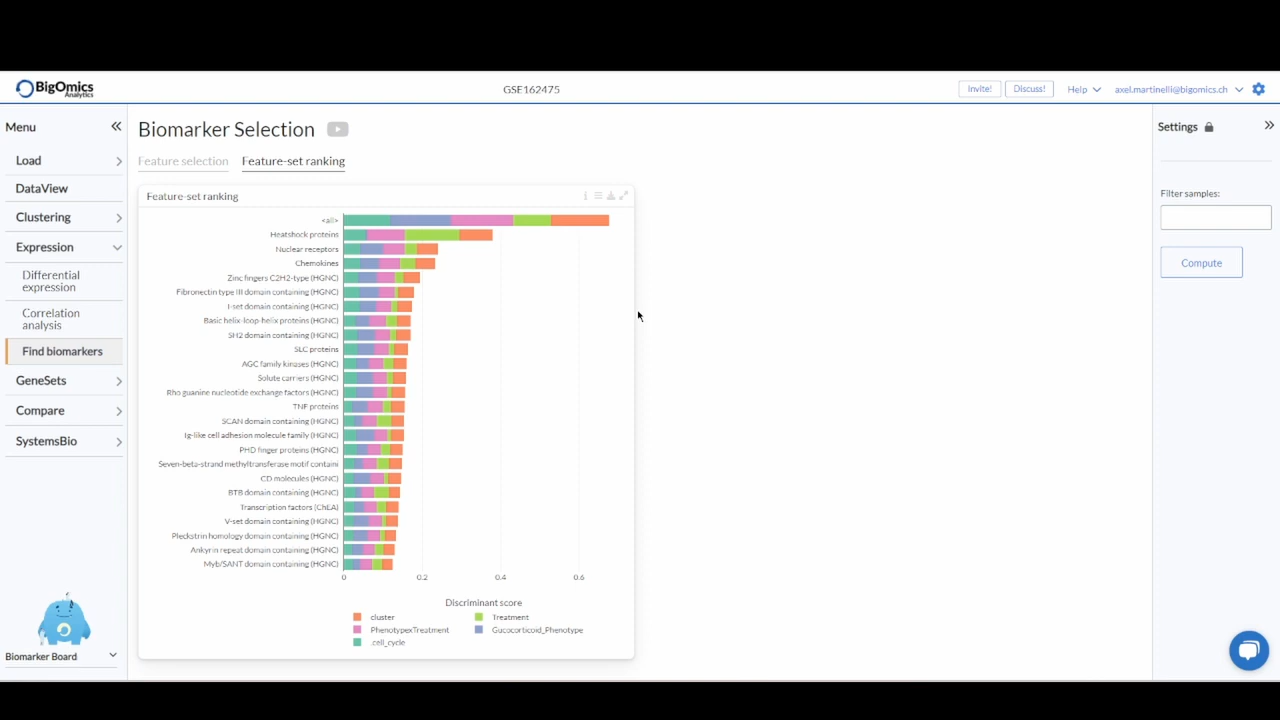 BigOmics
Analytics
GSE162475
Invite!
Discuss!
Help
axel.martinelli@bigomics.ch
Menu
Load
DataView
Clustering
Expression
Differential
expression
Correlation
analysis
Find biomarkers
GeneSets
Compare
SystemsBio
Biomarker Board
Biomarker Selection
Feature selection
Feature-set ranking
Feature-set ranking
<all>
Heatshock proteins
Nuclear receptors
Chemokines
Zinc fingers C2H2-type (HGNC)
Fibronectin type III domain containing (HGNC)
I-set domain containing (HGNC)
Basic helix-loop-helix proteins (HGNC)
SH2 domain containing (HGNC)
SLC proteins
AGC family kinases (HGNC)
Solute carriers (HGNC)
Rho guanine nucleotide exchange factors (HGNC)
TNF proteins
SCAN domain containing (HGNC)
Ig-like cell adhesion molecule family (HGNC)
PHD finger proteins (HGNC)
Seven-beta-strand methyltransferase motif containi
CD molecules (HGNC)
BTB domain containing (HGNC)
Transcription factors (ChEA)
V-set domain containing (HGNC)
Pleckstrin homology domain containing (HGNC)
Ankyrin repeat domain containing (HGNC)
Myb/SANT domain containing (HGNC)
0 0.2 0.4 0.6
Discriminant score
cluster Treatment
PhenotypexTreatment Gucocorticoid_Phenotype
.cell_cycle
Settings
Filter samples:
Compute